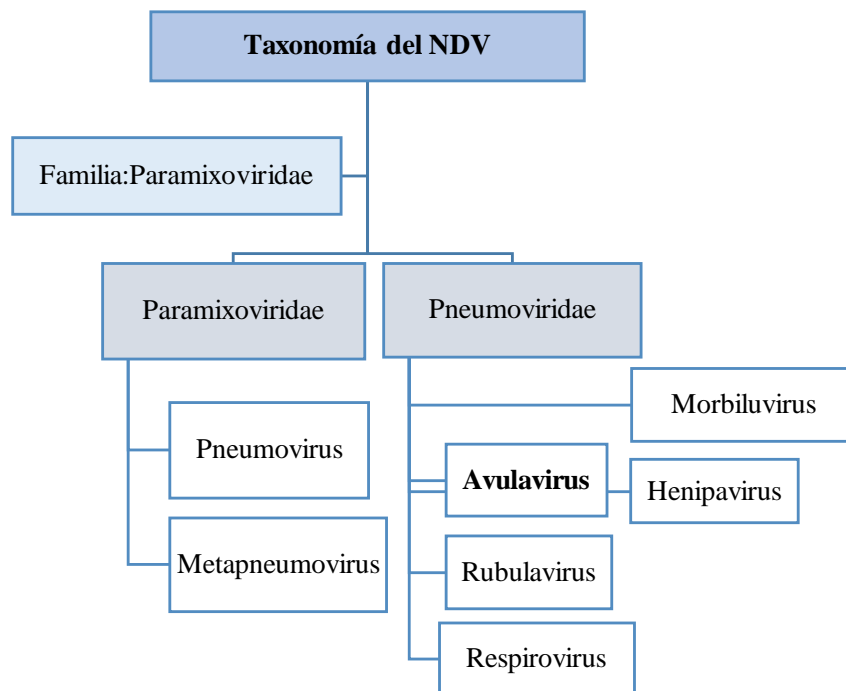 Taxonomía del NDV
Familia:Paramixoviridae
Paramixoviridae
Pneumoviridae
Pneumovirus
Metapneumovirus
Morbiluvirus
Avulavirus
Henipavirus
Rubulavirus
Respirovirus